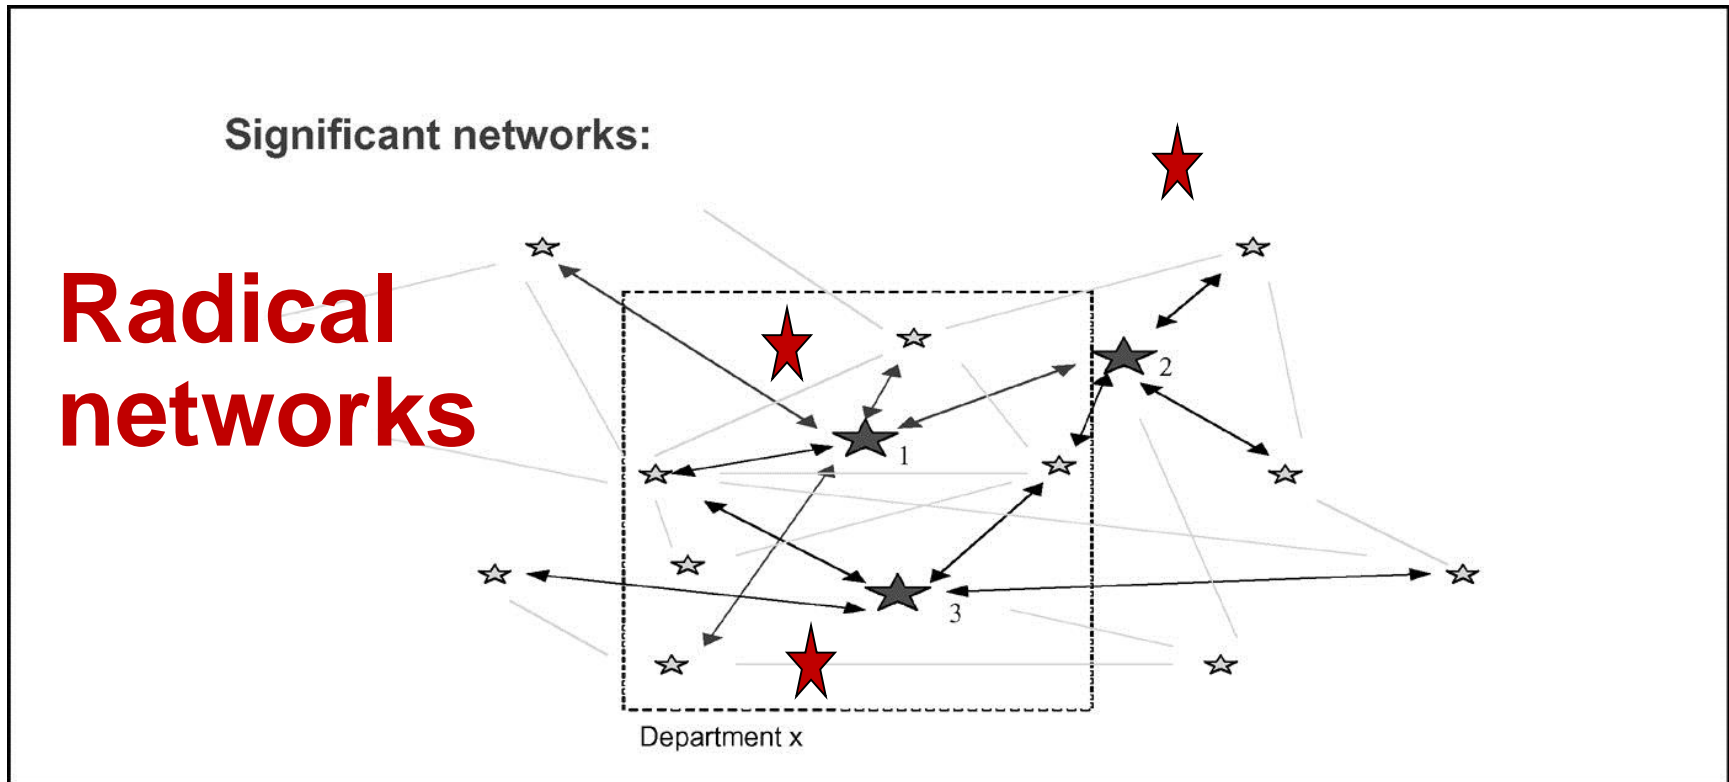 Significant networks:
Radical
networks
2
1
3
Department x